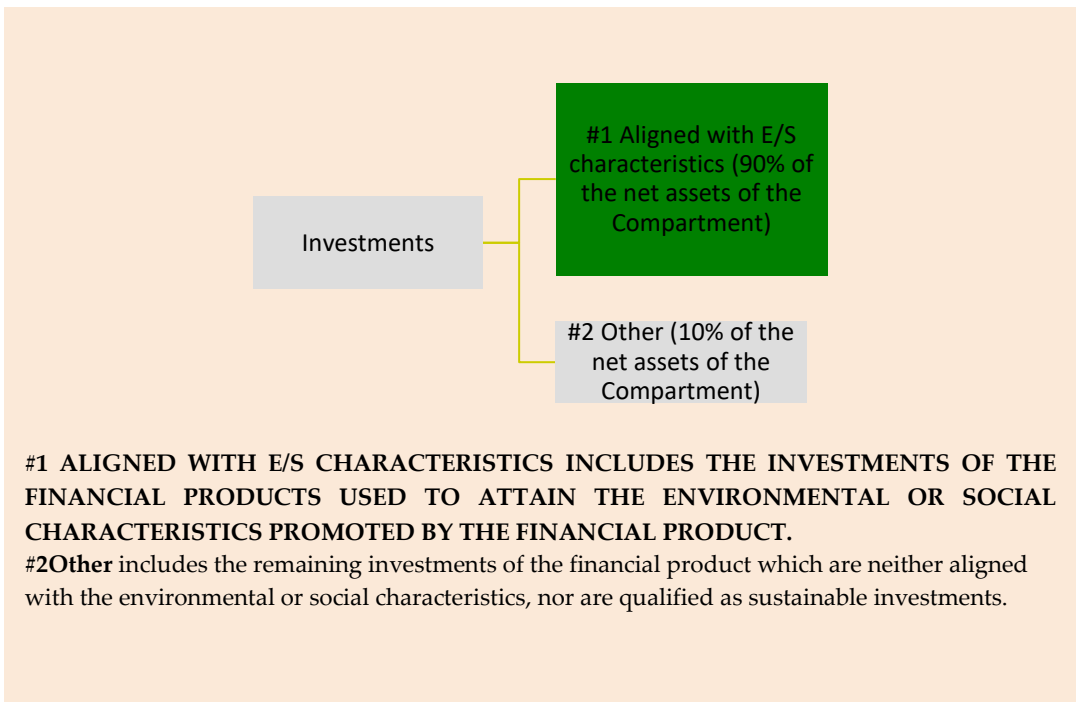 #1 Aligned with E/S
characteristics (90% of
the net assets of the
Compartment)
Investments
#2 Other (10% of the
net assets of the
Compartment)
#1 ALIGNED WITH E/S CHARACTERISTICS INCLUDES THE INVESTMENTS OF THE
FINANCIAL PRODUCTS USED TO ATTAIN THE ENVIRONMENTAL OR SOCIAL
CHARACTERISTICS PROMOTED BY THE FINANCIAL PRODUCT.
#2Other includes the remaining investments of the financial product which are neither aligned
with the environmental or social characteristics, nor are qualified as sustainable investments.